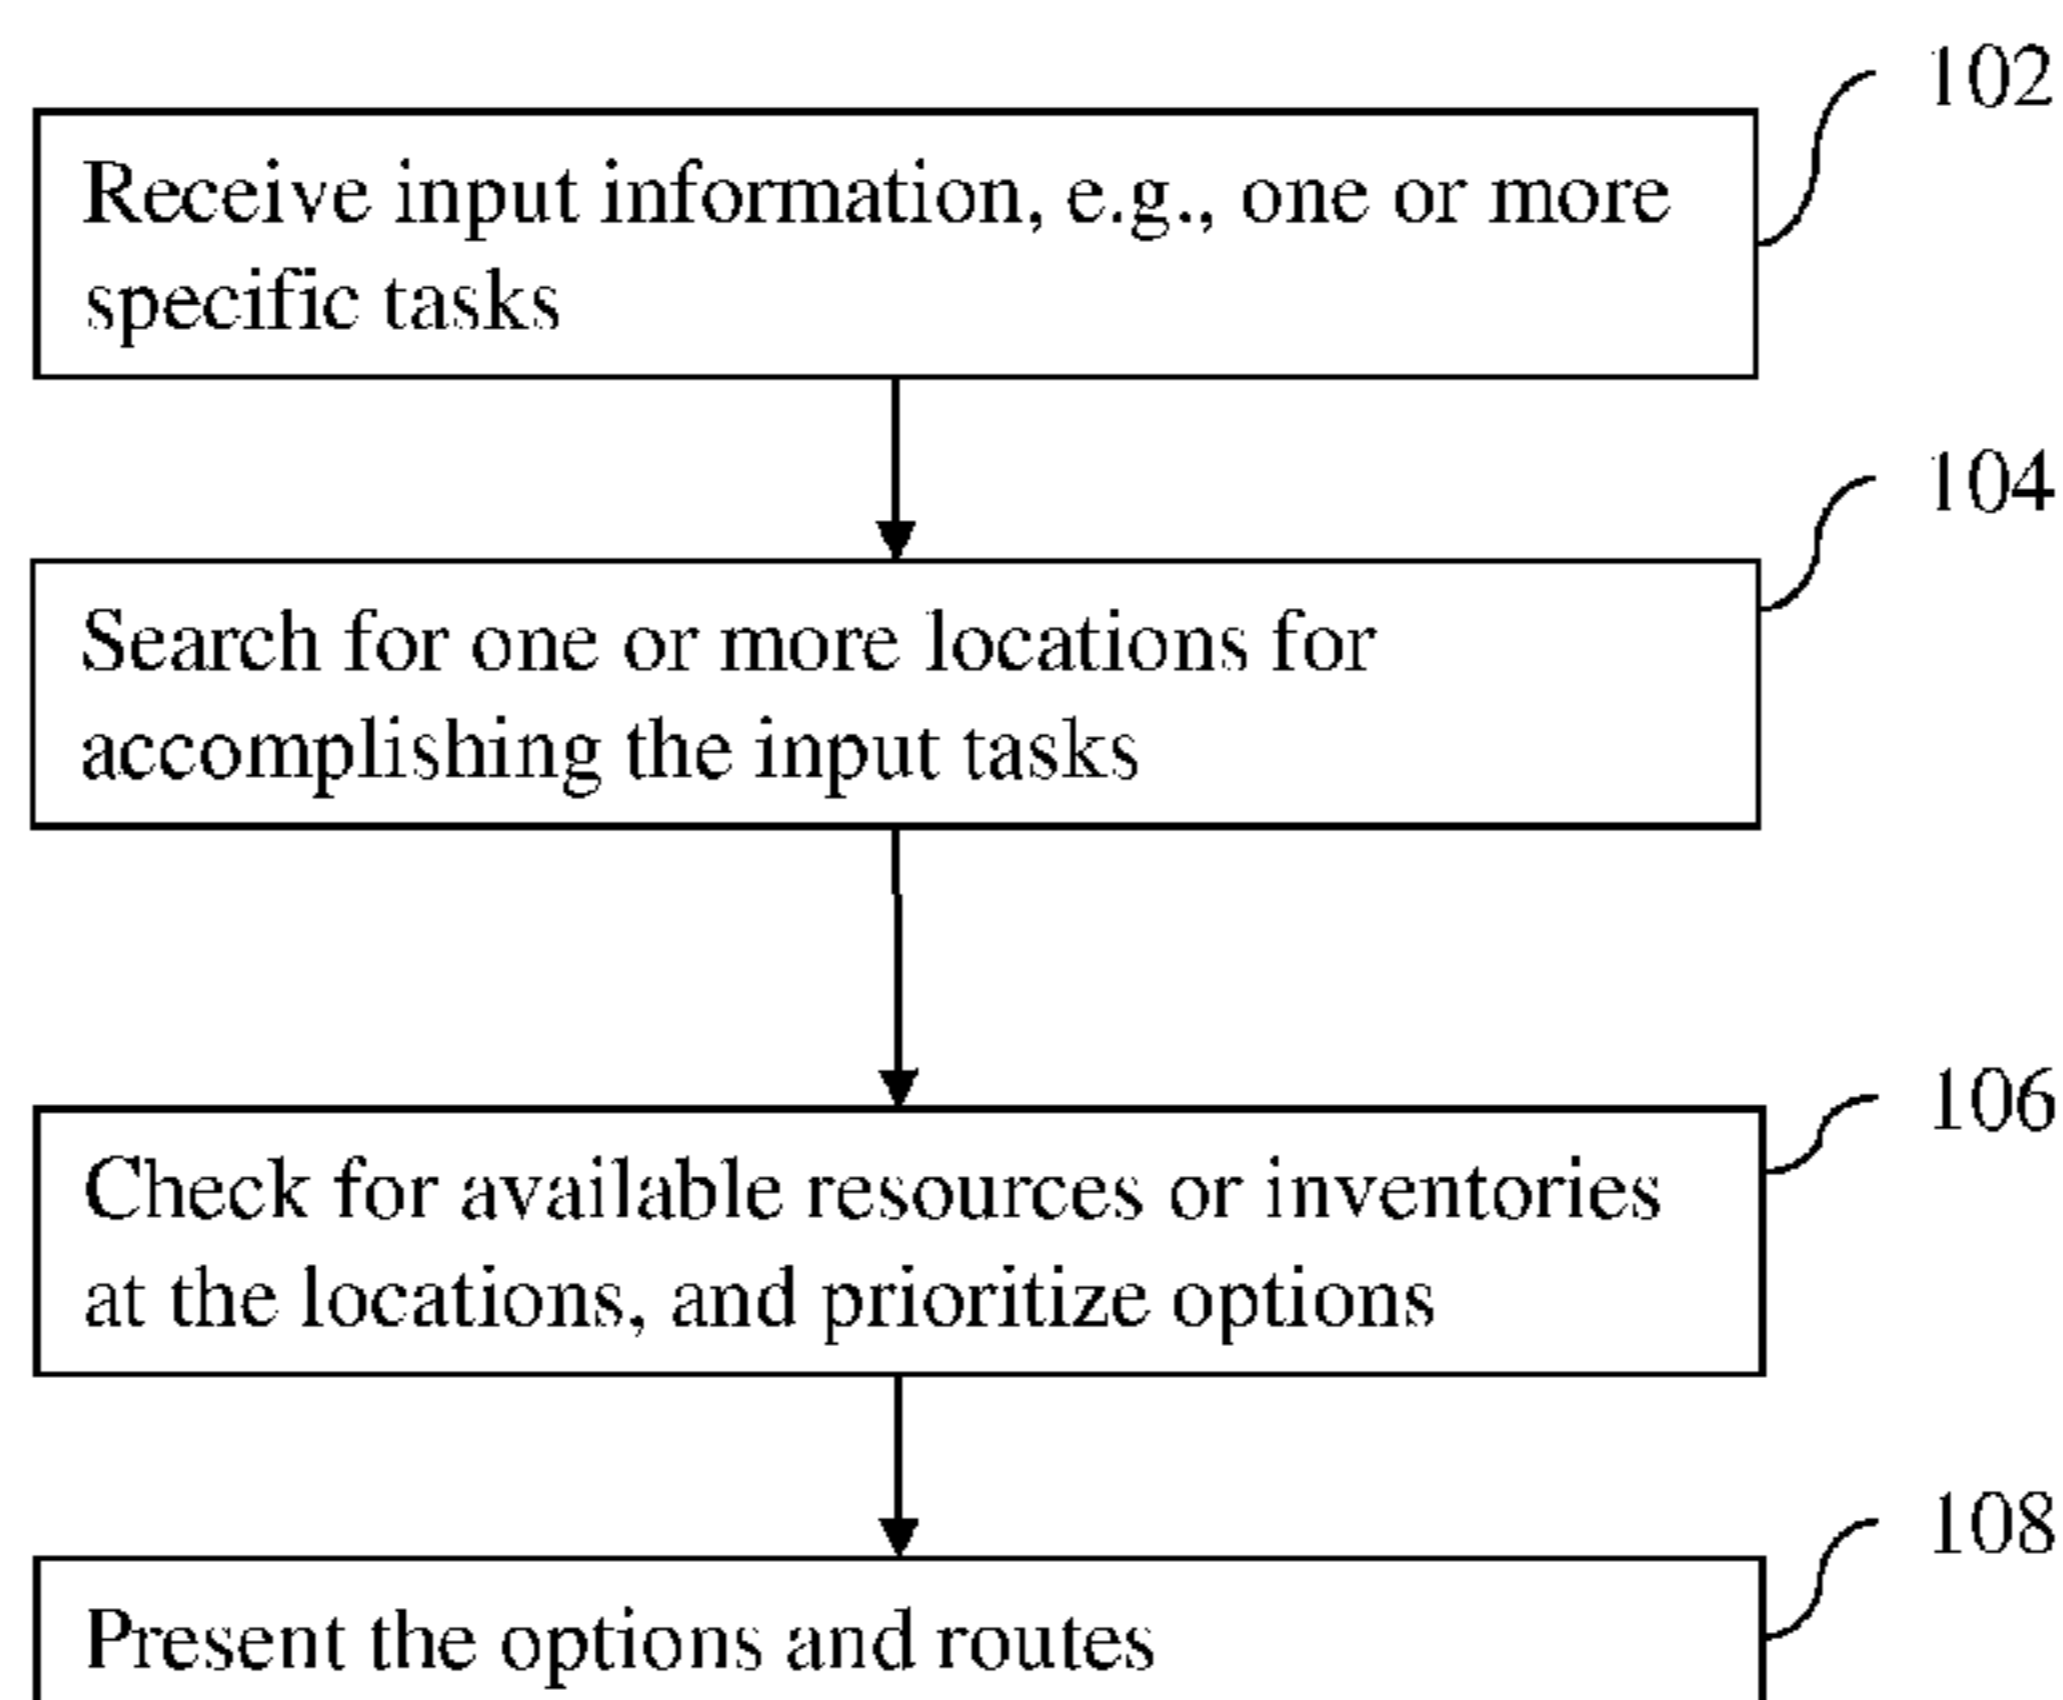 102
Receive input information, e.g., one or more
specific tasks
104
Search for one or more locations for
accomplishing the input tasks
106
Check for available resources or inventories
at the locations, and prioritize options
108
Present the options and routes